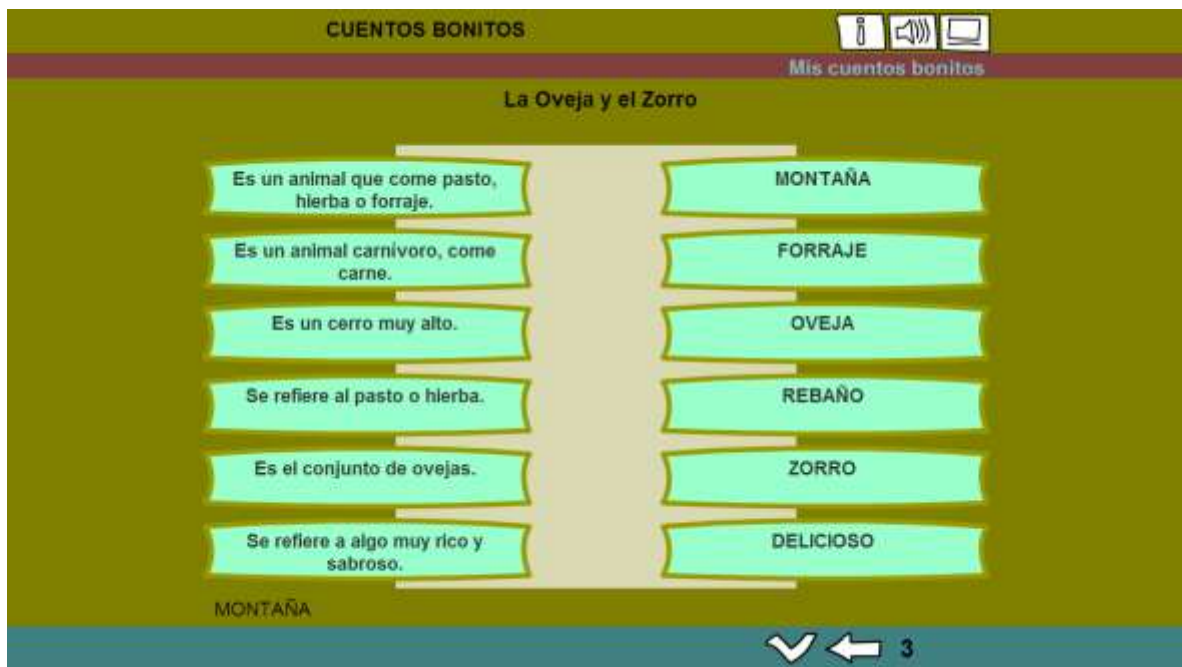 CUENTOS BONITOS
Mis cuentos bonitos
La Oveja y el Zorro
Es un animal que come pasto,
hierba o forraje.
MONTAÑA
Es un animal carnívoro, come
carne.
FORRAJE
Es un cerro muy alto.
OVEJA
Se refiere al pasto o hierba.
REBAÑO
Es el conjunto de ovejas.
ZORRO
Se refiere a algo muy rico y
sabroso.
DELICIOSO
MONTAÑA
3